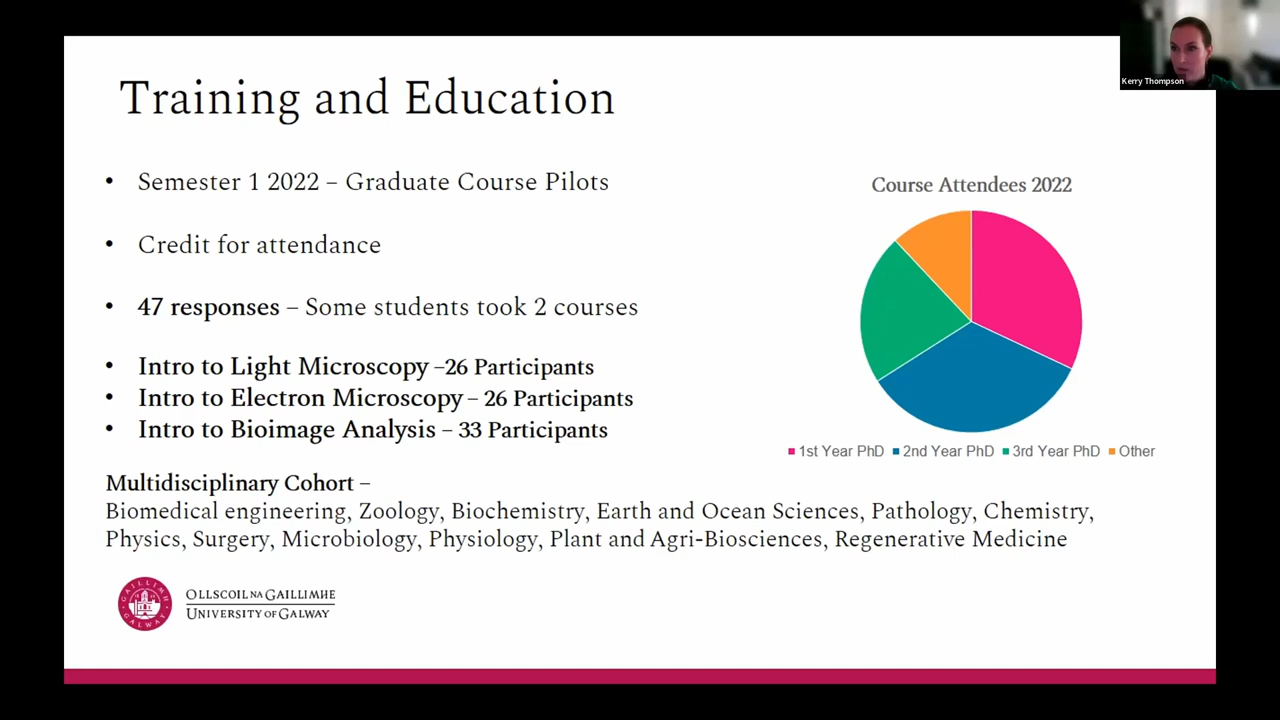 Kerry Thompson
Training and Education
• Semester 1 2022 – Graduate Course Pilots
• Credit for attendance
• 47 responses – Some students took 2 courses
• Intro to Light Microscopy –26 Participants
• Intro to Electron Microscopy – 26 Participants
• Intro to Bioimage Analysis – 33 Participants
Course Attendees 2022
1st Year PhD 2nd Year PhD 3rd Year PhD Other
Multidisciplinary Cohort –
Biomedical engineering, Zoology, Biochemistry, Earth and Ocean Sciences, Pathology, Chemistry,
Physics, Surgery, Microbiology, Physiology, Plant and Agri-Biosciences, Regenerative Medicine
GAILLIMH
GALWAY
OLLSCOIL NA GAILLIMHE
UNIVERSITY OF GALWAY